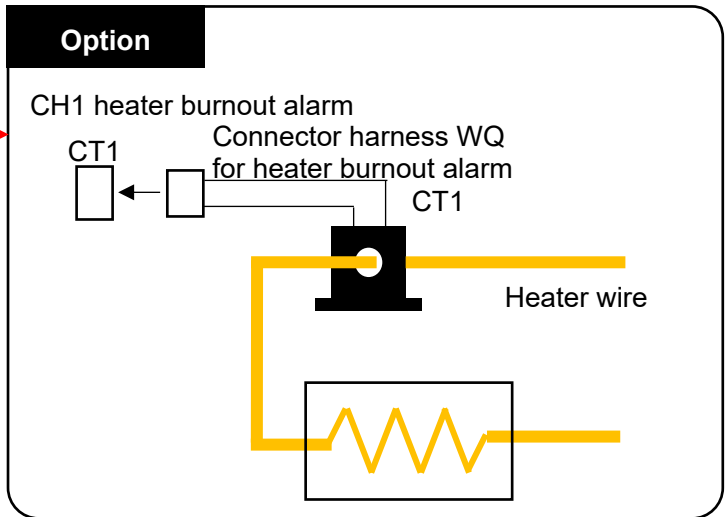 Option
CH1 heater burnout alarm
CT1
Connector harness WQ
for heater burnout alarm
CT1
Heater wire